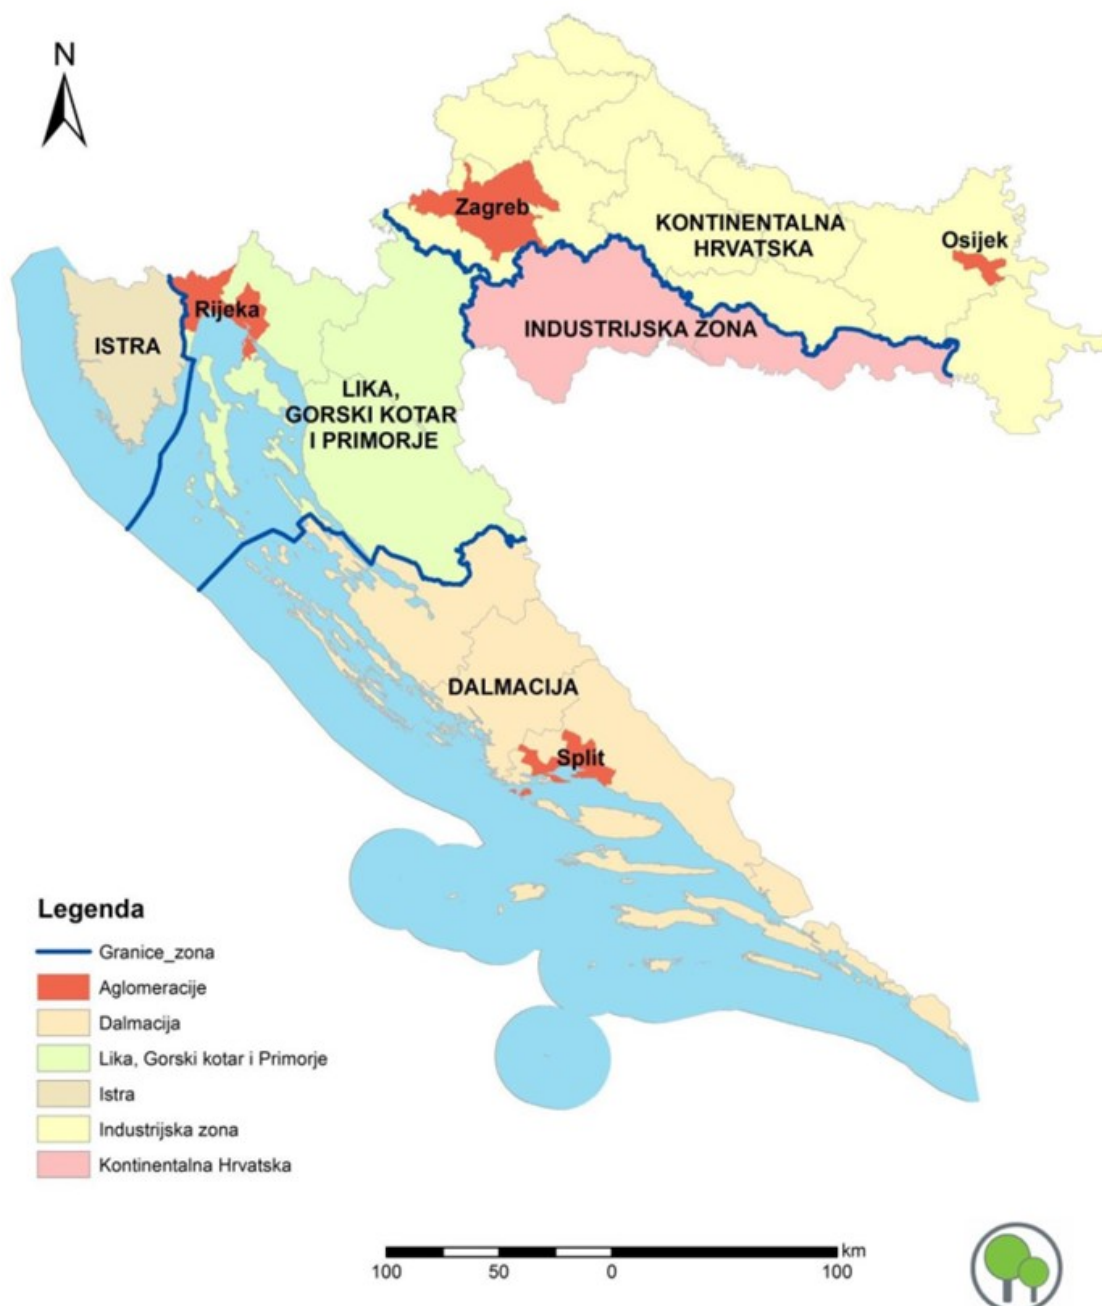 N
Zagreb
KONTINENTALNA
HRVATSKA
Osijek
Rijeka
INDUSTRIJSKA ZONA
ISTRA
LIKA,
GORSKI KOTAR
I PRIMORJE
DALMACIJA
Split
Legenda
Granice_zona
Aglomeracije
Dalmacija
Lika, Gorski kotar i Primorje
Istra
Industrijska zona
Kontinentalna Hrvatska
km
100 50 0 100